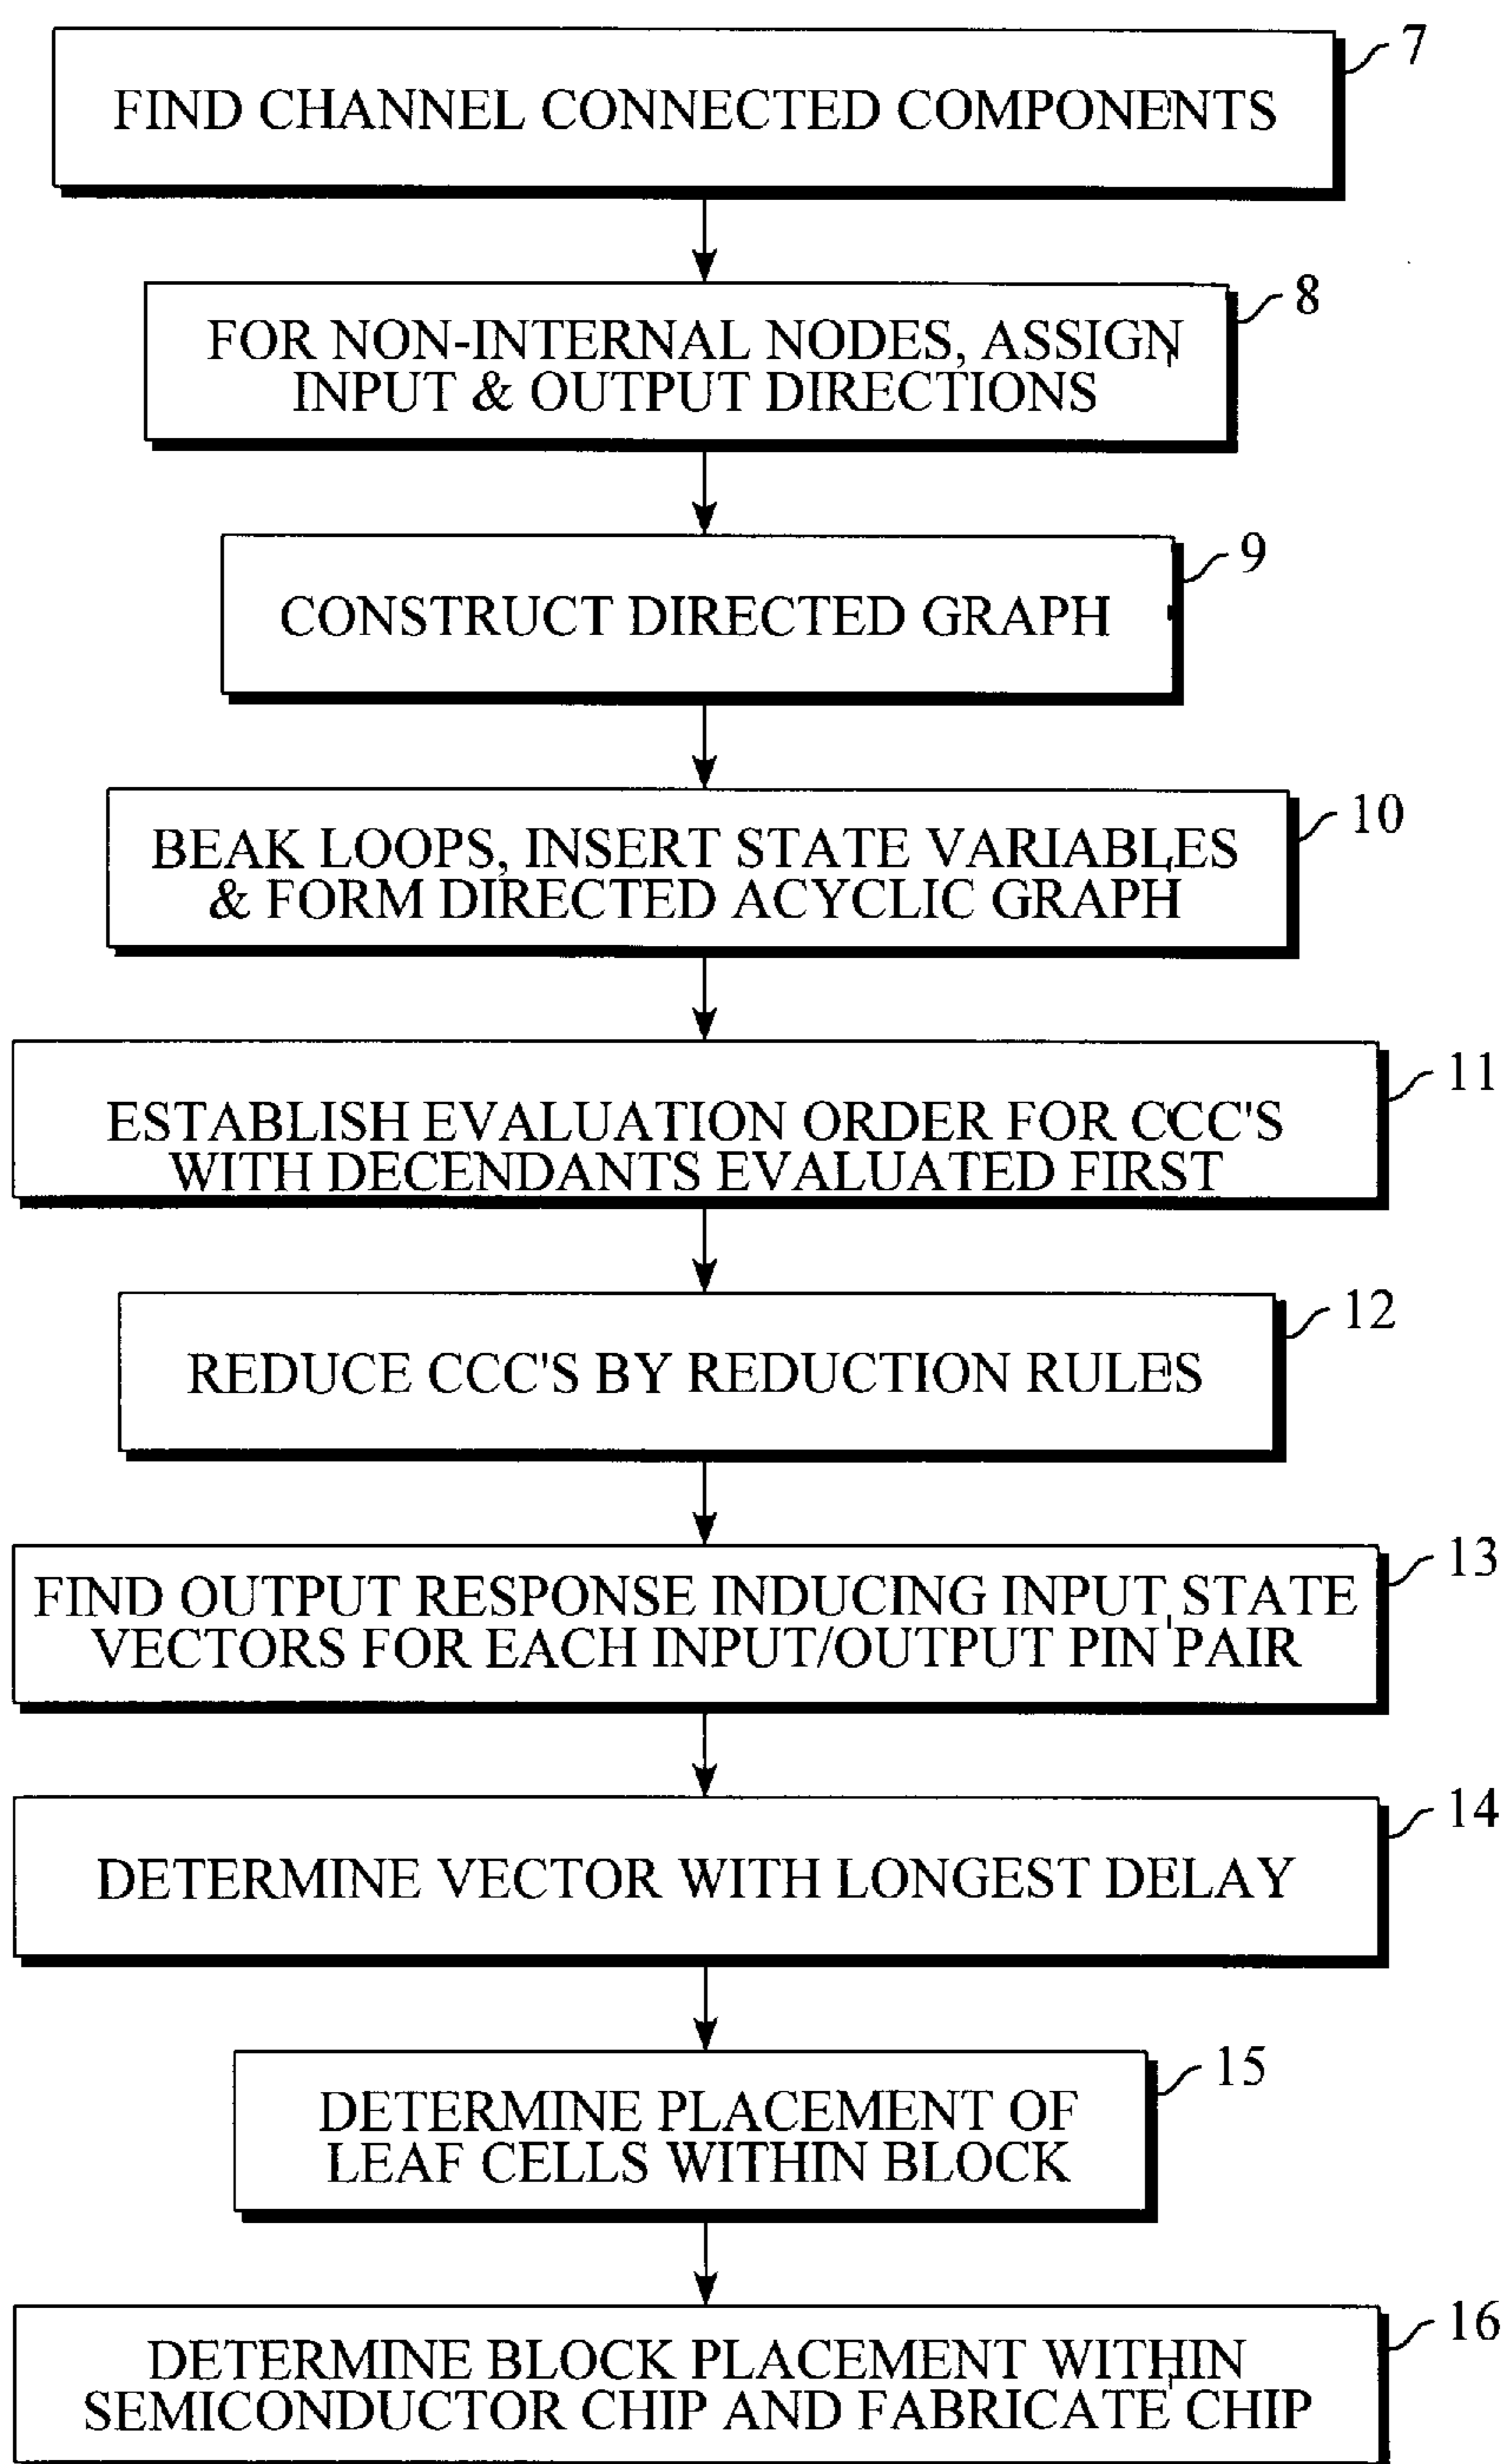 7
FIND CHANNEL CONNECTED COMPONENTS
8
FOR NON-INTERNAL NODES, ASSIGN
INPUT & OUTPUT DIRECTIONS
9
CONSTRUCT DIRECTED GRAPH
10
BEAK LOOPS, INSERT STATE VARIABLES
& FORM DIRECTED ACYCLIC GRAPH
11
ESTABLISH EVALUATION ORDER FOR CCC'S
WITH DECENDANTS EVALUATED FIRST
12
REDUCE CCC'S BY REDUCTION RULES
13
FIND OUTPUT RESPONSE INDUCING INPUT STATE
VECTORS FOR EACH INPUT/OUTPUT PIN PAIR
14
DETERMINE VECTOR WITH LONGEST DELAY
15
DETERMINE PLACEMENT OF
LEAF CELLS WITHIN BLOCK
16
DETERMINE BLOCK PLACEMENT WITHIN
SEMICONDUCTOR CHIP AND FABRICATE CHIP